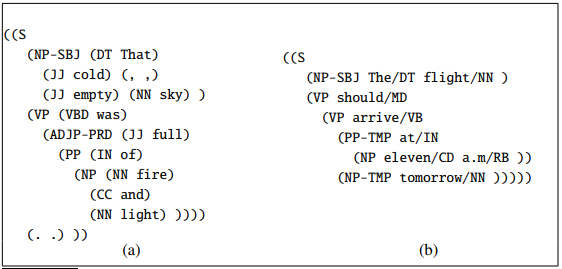 ((S
(NP-SBJ (DT That)
(JJ cold) (, ,)
(JJ empty) (NN sky) )
(VP (VBD was)
(ADJP-PRD (JJ full)
(PP (IN of)
(NP (NN fire)
(CC and)
(NN light) ))))
(. .) ))
(a)
((S
(NP-SBJ The/DT flight/NN )
(VP should/MD
(VP arrive/VB
(PP-TMP at/IN
(NP eleven/CD a.m/RB ))
(NP-TMP tomorrow/NN )))))
(b)